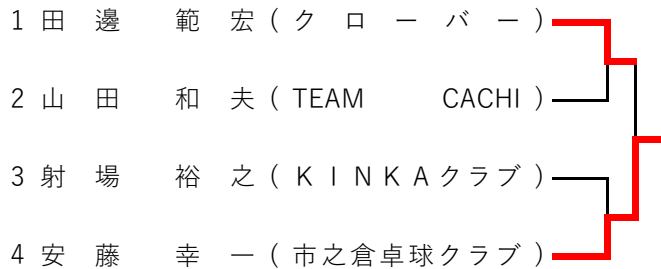 1 田邊 範宏 ( クローバー )
2 山田 和夫 ( TEAM CACHI )
3 射場 裕之 ( KINKAクラブ )
4 安藤 幸一 ( 市之倉卓球クラブ )